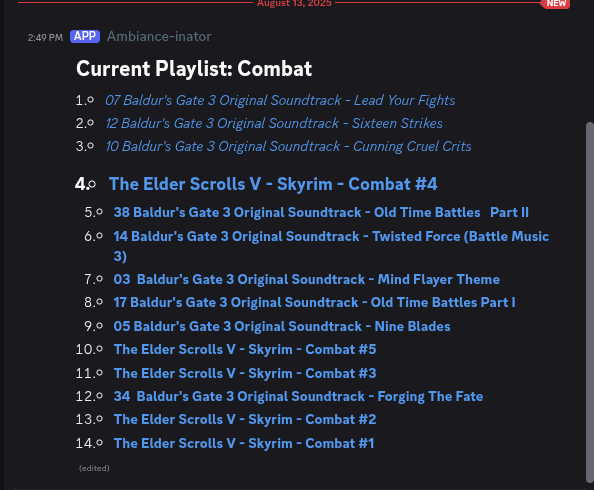 August 13, 2025
NEW
2:49 PM APP Ambiance-inator
Current Playlist: Combat
1. 07 Baldur's Gate 3 Original Soundtrack - Lead Your Fights
2. 12 Baldur's Gate 3 Original Soundtrack - Sixteen Strikes
3. 10 Baldur's Gate 3 Original Soundtrack - Cunning Cruel Crits
4. The Elder Scrolls V - Skyrim - Combat #4
5. 38 Baldur's Gate 3 Original Soundtrack - Old Time Battles  Part II
6. 14 Baldur's Gate 3 Original Soundtrack - Twisted Force (Battle Music
3)
7. 03  Baldur's Gate 3 Original Soundtrack - Mind Flayer Theme
8. 17 Baldur's Gate 3 Original Soundtrack - Old Time Battles Part I
9. 05 Baldur's Gate 3 Original Soundtrack - Nine Blades
10. The Elder Scrolls V - Skyrim - Combat #5
11. The Elder Scrolls V - Skyrim - Combat #3
12. 34  Baldur's Gate 3 Original Soundtrack - Forging The Fate
13. The Elder Scrolls V - Skyrim - Combat #2
14. The Elder Scrolls V - Skyrim - Combat #1
(edited)